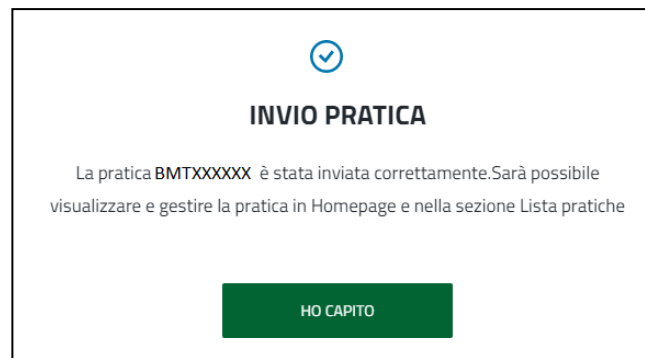 INVIO PRATICA
La pratica BMTXXXXXX è stata inviata correttamente.Sarà possibile
visualizzare e gestire la pratica in Homepage e nella sezione Lista pratiche
HO CAPITO